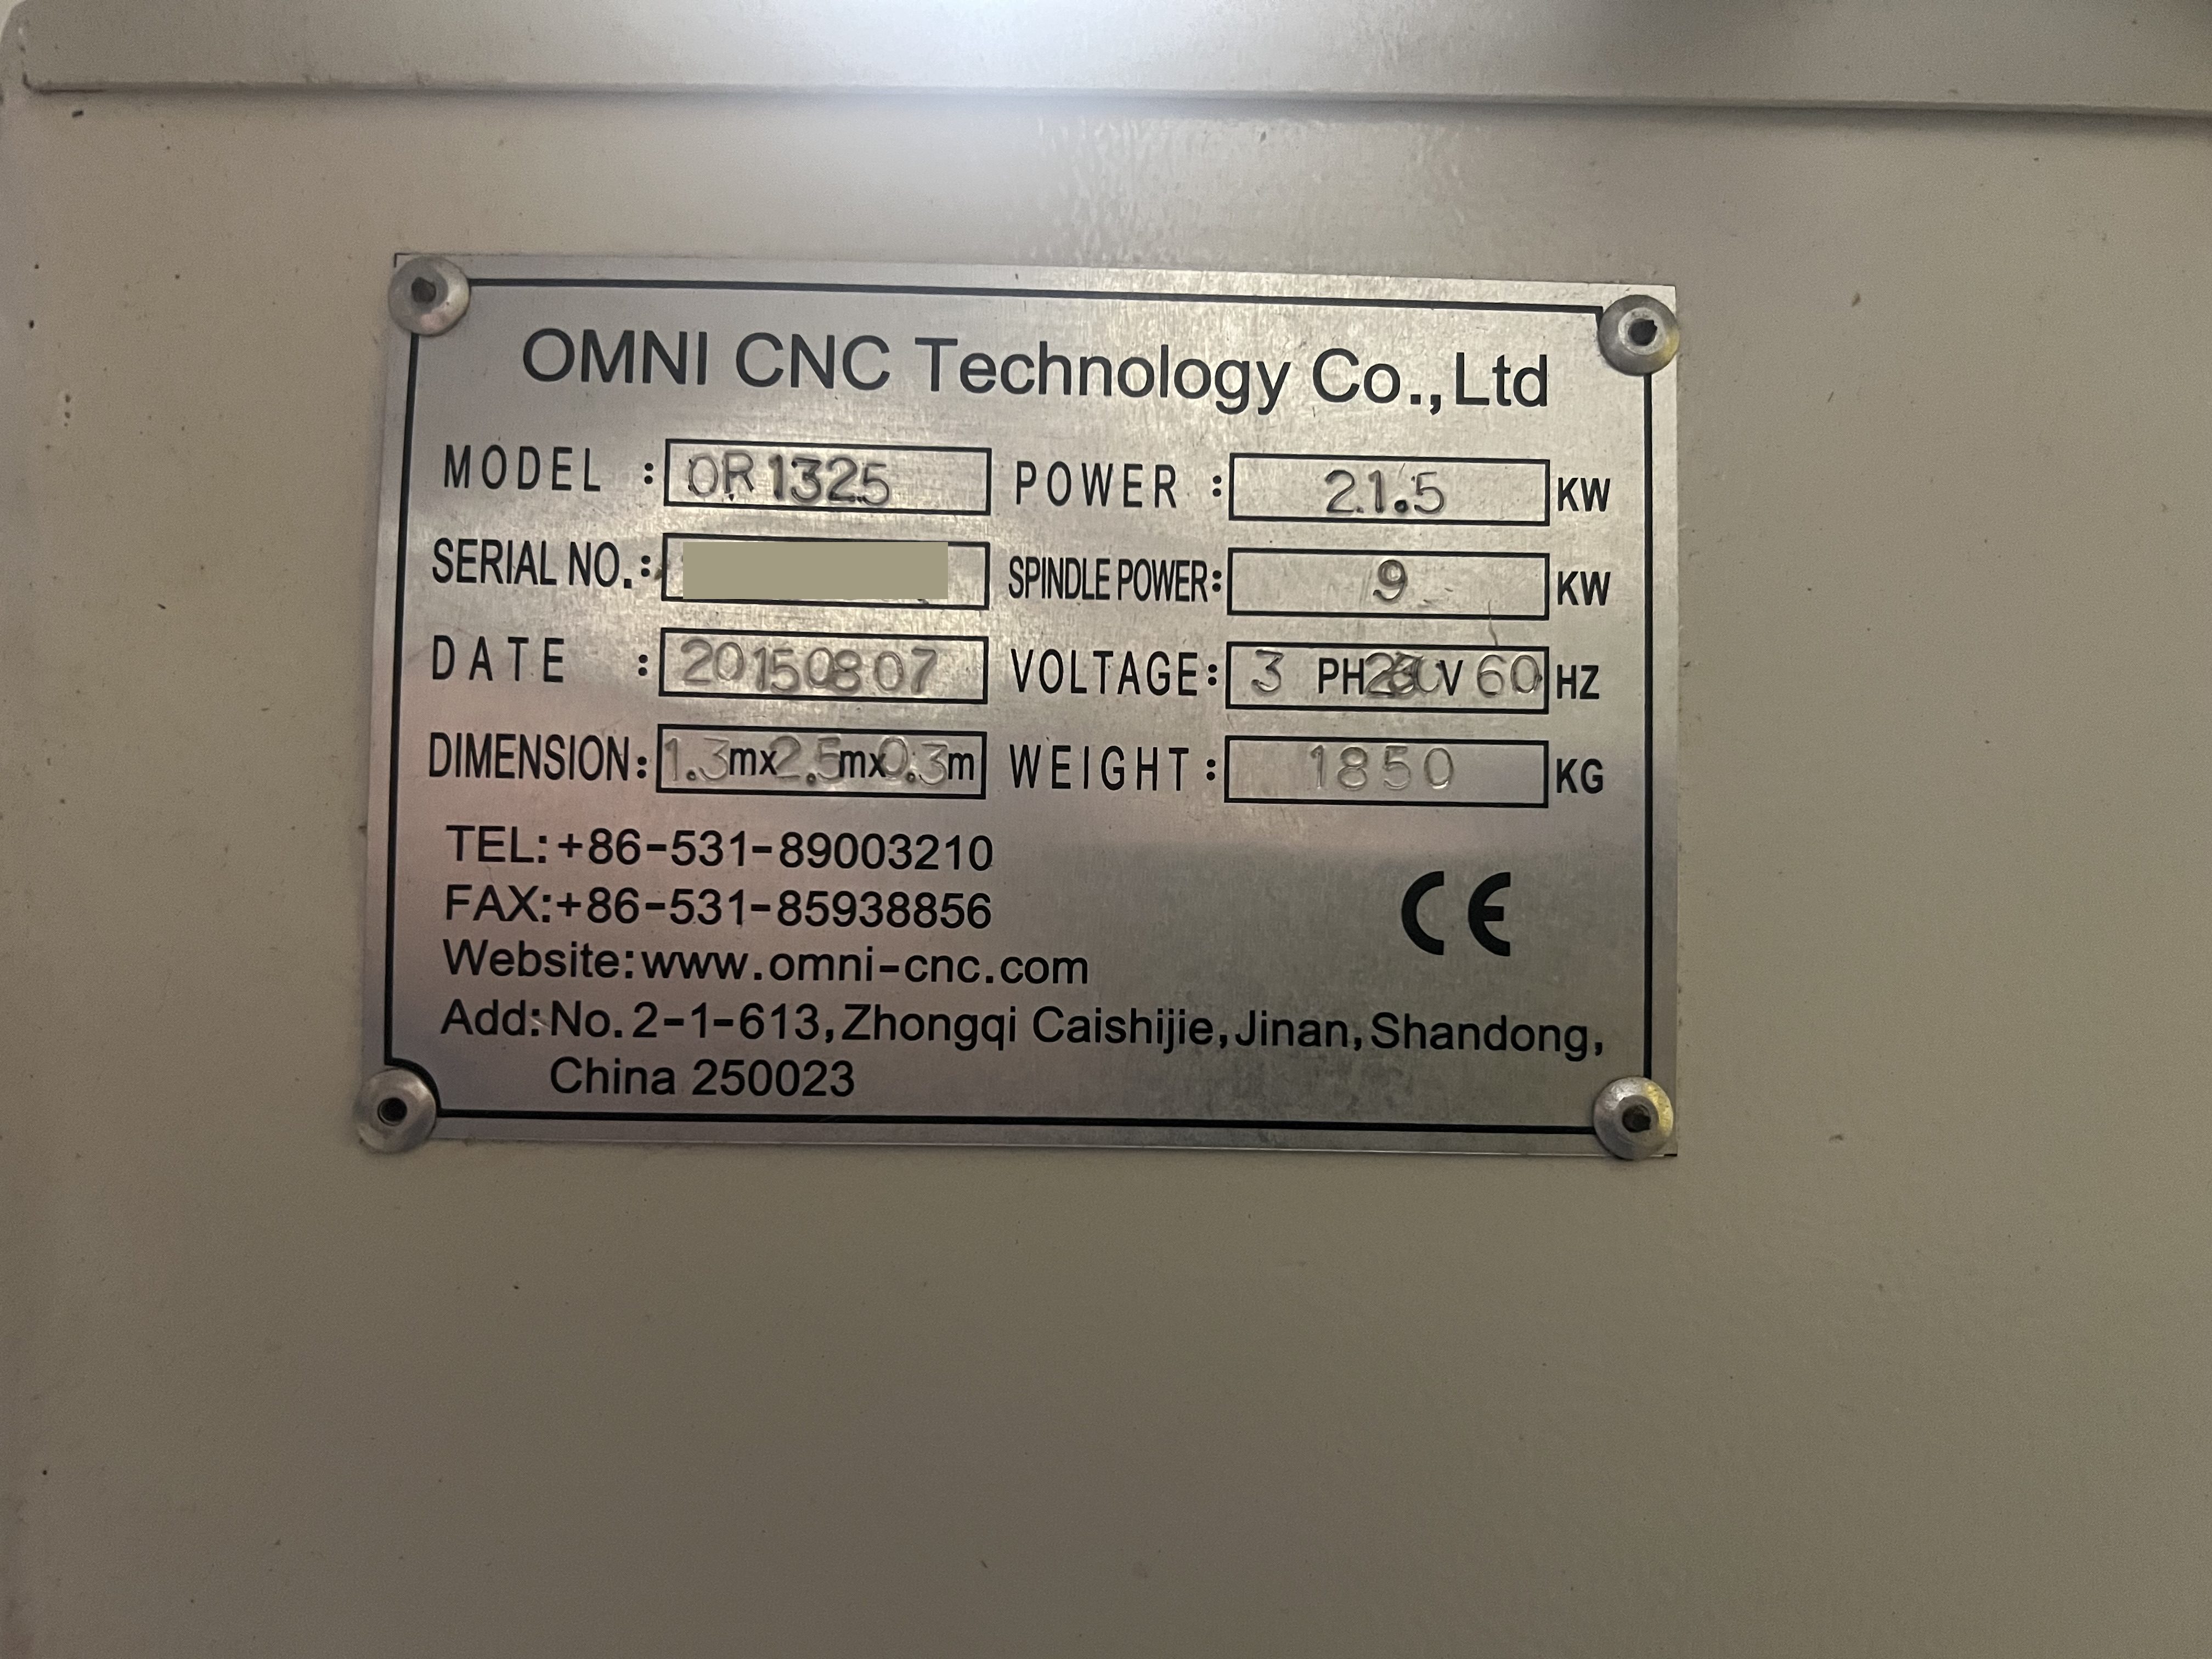 OMNI CNC Technology Co.,Ltd
MODEL : OR1325 POWER : 21.5 KW
SERIAL NO.: SPINDLE POWER: 9 KW
DATE : 20150807 VOLTAGE: 3 PH V 60 HZ
DIMENSION: 1.3mx2.5mx0.3m WEIGHT: 1850 KG
TEL:+86-531-89003210
FAX:+86-531-85938856
CE
Website:www.omni-cnc.com
Add:No.2-1-613,Zhongqi Caishijie,Jinan,Shandong,
China 250023